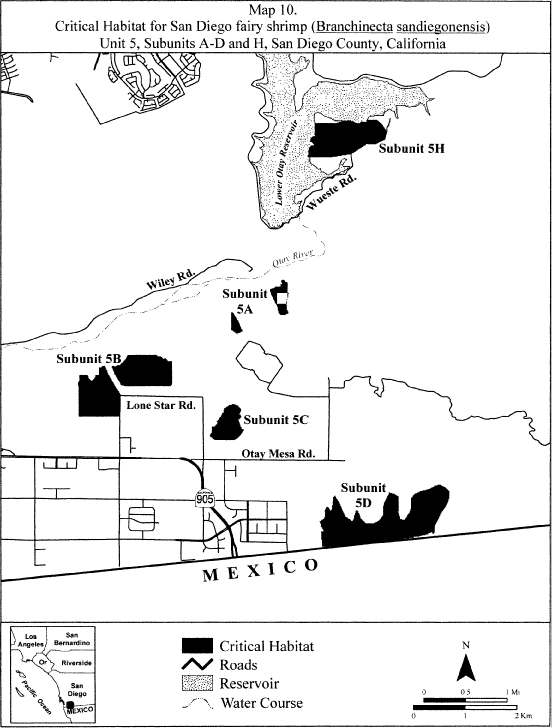 Map 10.
Critical Habitat for San Diego fairy shrimp (Branchinecta sandiegonensis)
Unit 5, Subunits A-D and H, San Diego County, California
Lower Otay Reservoir
Subunit 5H
Wueste Rd.
Otay River
Wiley Rd.
Subunit
5A
Subunit 5B
Lone Star Rd.
Subunit 5C
Otay Mesa Rd.
Subunit
5D
905
MEXICO
Los
Angeles
San
Bernardino
Or
Riverside
San
Diego
Pacific Ocean
MEXICO
Critical Habitat
Roads
Reservoir
Water Course
N
0 0.5 1 Mi
0 1 2 Km